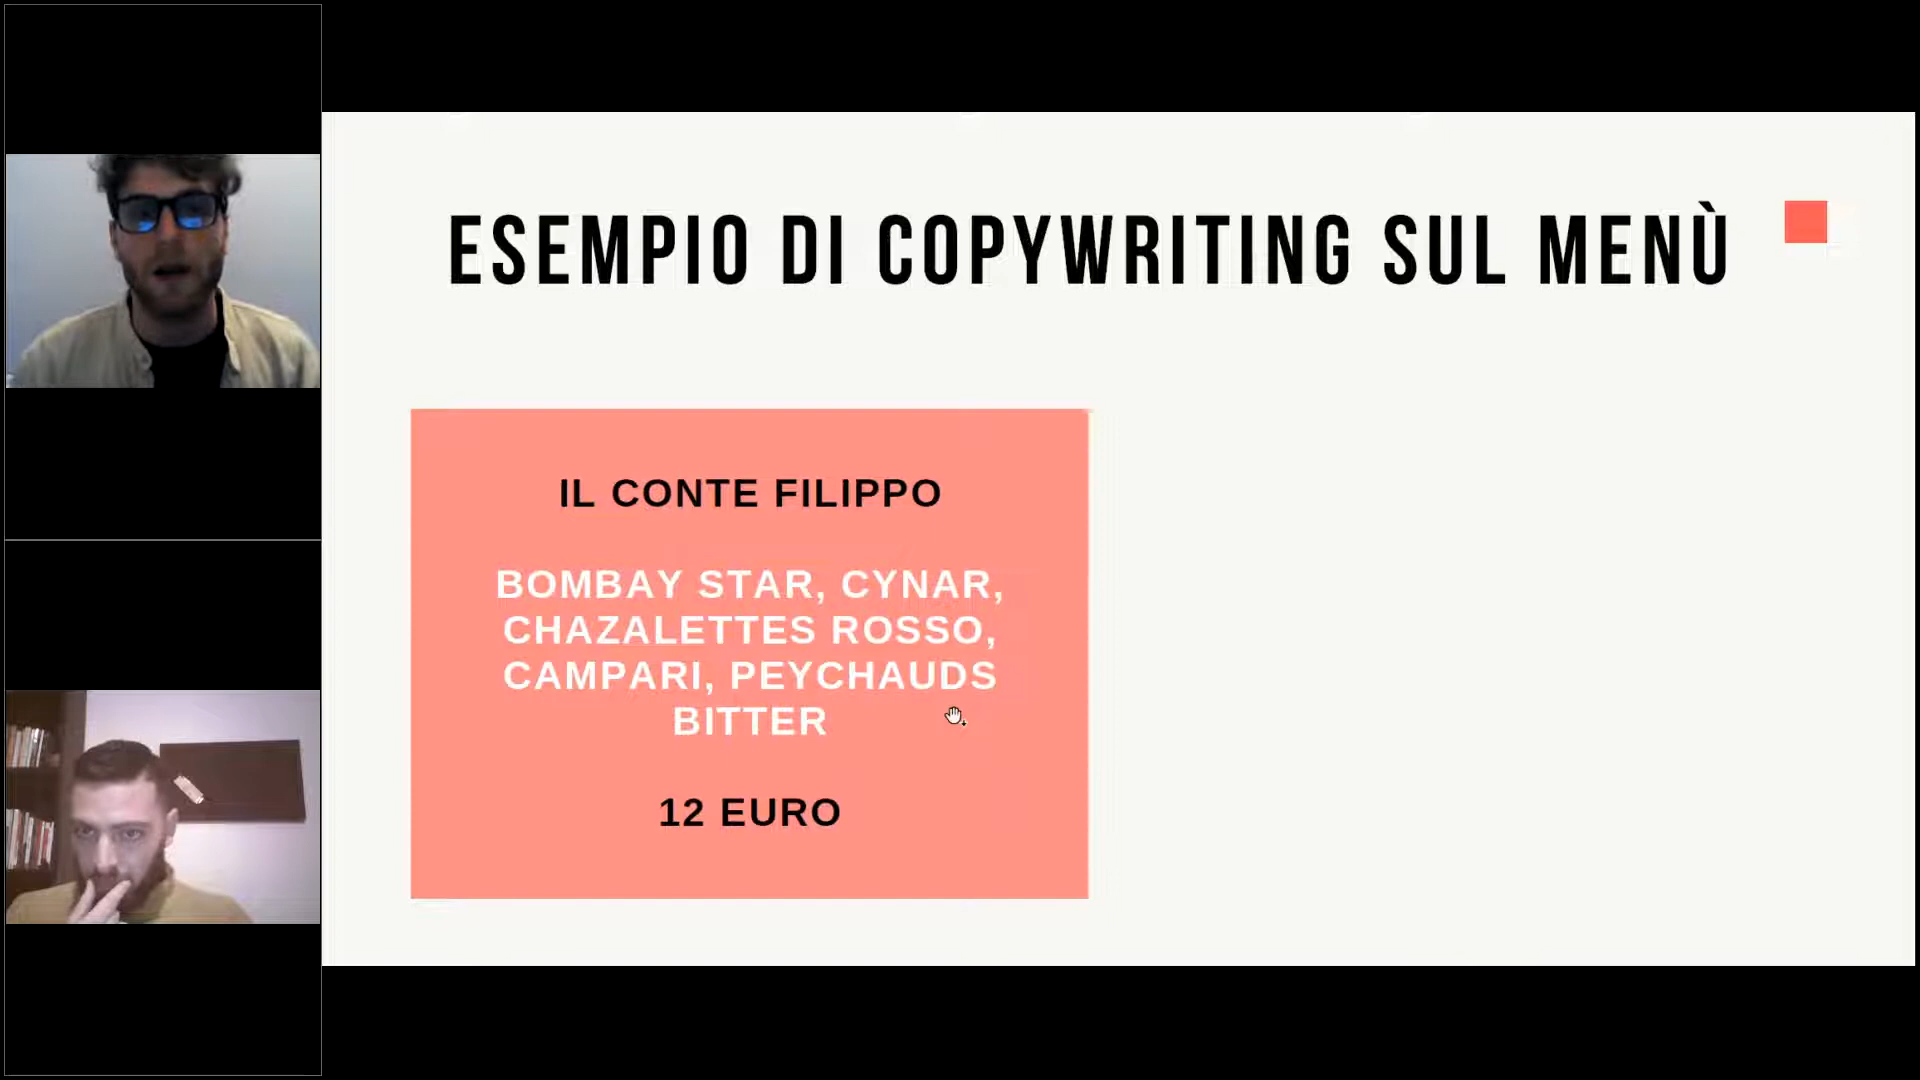 ESEMPIO DI COPYWRITING SUL MENÙ
IL CONTE FILIPPO
BOMBAY STAR, CYNAR,
CHAZALETTES ROSSO,
CAMPARI, PEYCHAUDS
BITTER
12 EURO